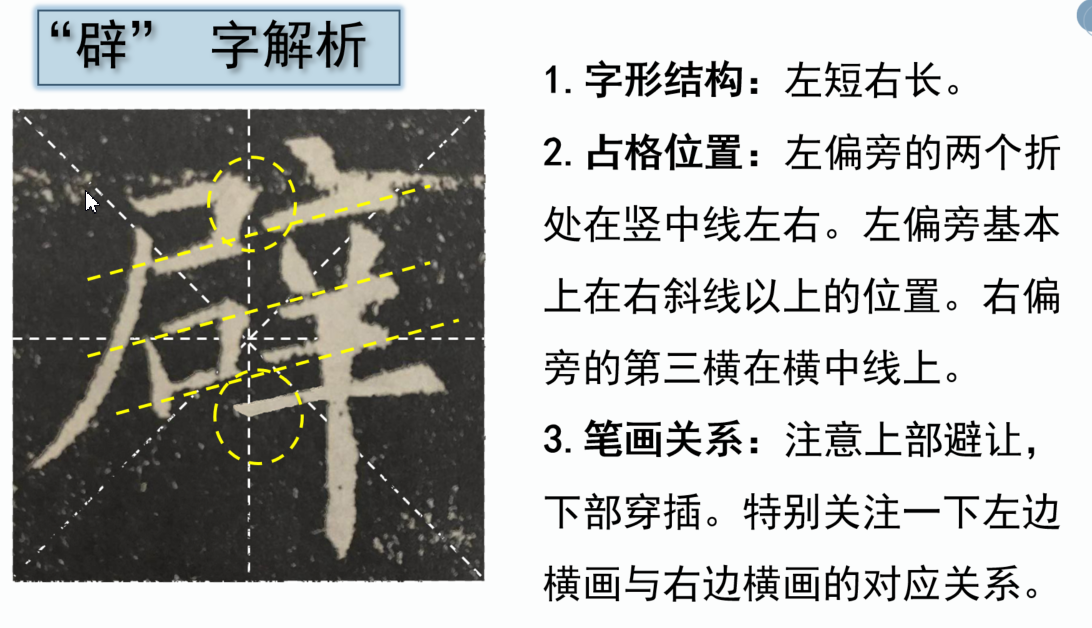 “辟” 字解析
辟
1.字形结构：左短右长。
2.占格位置：左偏旁的两个折
处在竖中线左右。左偏旁基本
上在右斜线以上的位置。右偏
旁的第三横在横中线上。
3.笔画关系：注意上部避让，
下部穿插。特别关注一下左边
横画与右边横画的对应关系。